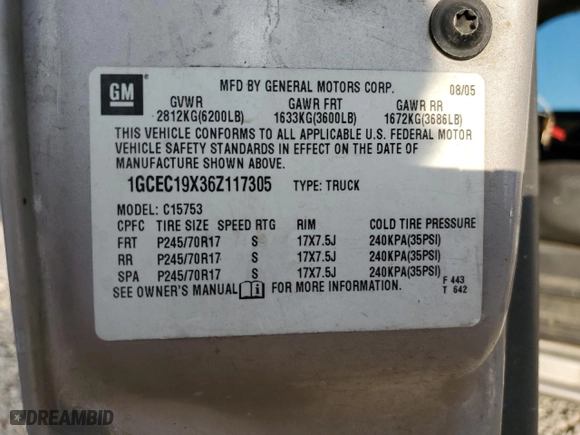 GM
MFD BY GENERAL MOTORS CORP. 08/05
GVWR GAWR FRT GAWR RR
2812KG(6200LB) 1633KG(3600LB) 1672KG(3686LB)
THIS VEHICLE CONFORMS TO ALL APPLICABLE U.S. FEDERAL MOTOR
VEHICLE SAFETY STANDARDS IN EFFECT ON THE DATE OF
MANUFACTURE SHOWN ABOVE.
1GCEC19X36Z117305 TYPE: TRUCK
MODEL: C15753
CPFC TIRE SIZE SPEED RTG RIM COLD TIRE PRESSURE
FRT P245/70R17 S 17X7.5J 240KPA(35PSI)
RR P245/70R17 S 17X7.5J 240KPA(35PSI)
SPA P245/70R17 S 17X7.5J 240KPA(35PSI)
SEE OWNER'S MANUAL FOR MORE INFORMATION.
F 443
T 642
DREAMBID